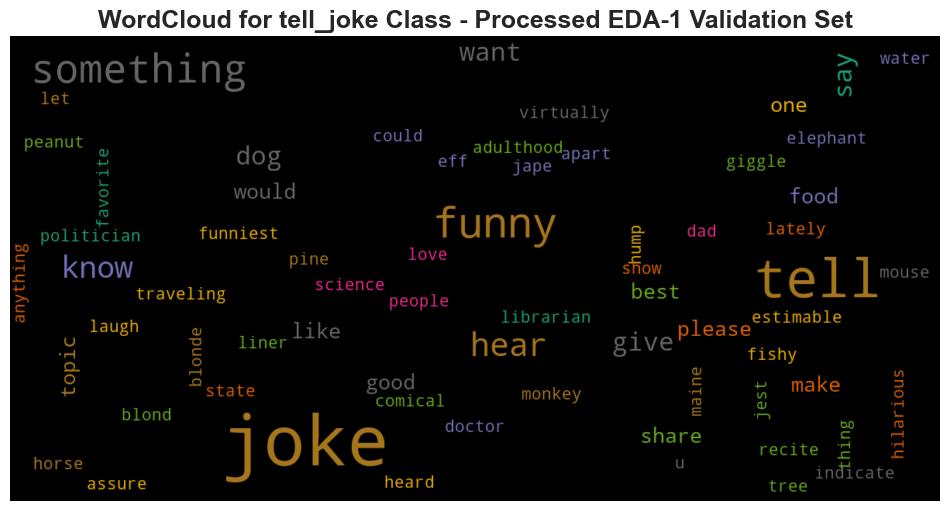 WordCloud for tell_joke Class - Processed EDA-1 Validation Set
something
want
say
water
let
one
virtually
peanut
could
adulthood
elephant
dog
eff
jape
apart
giggle
favorite
would
food
politician
funniest
funny
hump
dad
lately
know
pine
love
show
tell
mouse
anything
traveling
science
people
best
laugh
librarian
please
estimable
topic
blonde
liner
like
hear
give
fishy
state
good
comical
monkey
maine
jest
make
hilarious
blond
joke
doctor
share
thing
recite
horse
u
indicate
assure
heard
tree